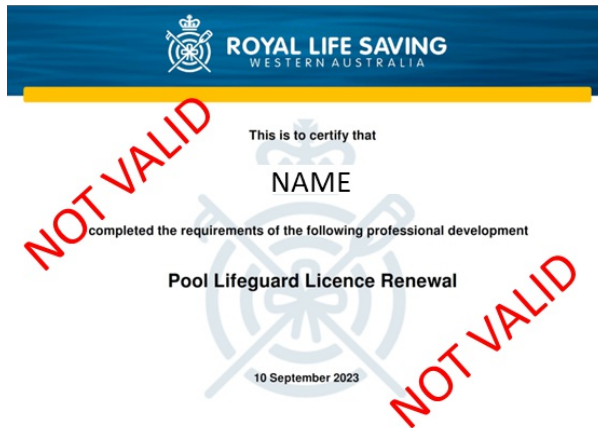 ROYAL LIFE SAVING
WESTERN AUSTRALIA
NOT VALID
This is to certify that
NAME
completed the requirements of the following professional development
Pool Lifeguard Licence Renewal
NOT VALID
10 September 2023